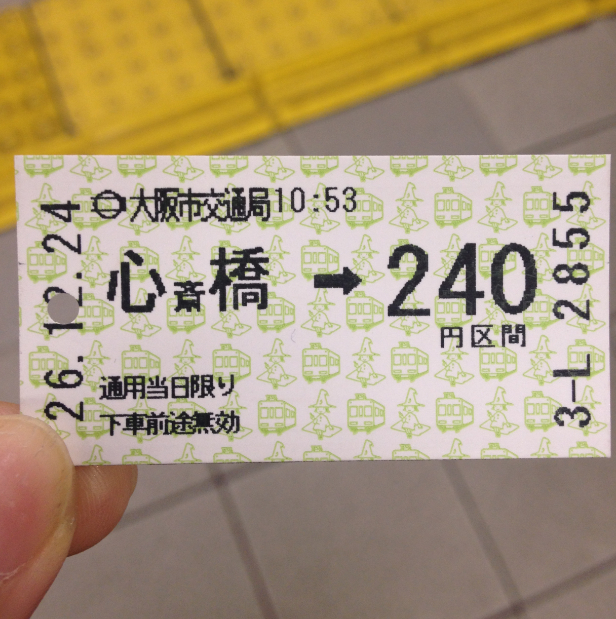 大阪市交通局10:53
心斎橋→240
円区間
通用当日限り
下車前途無効
26.12.24
3-L 2855